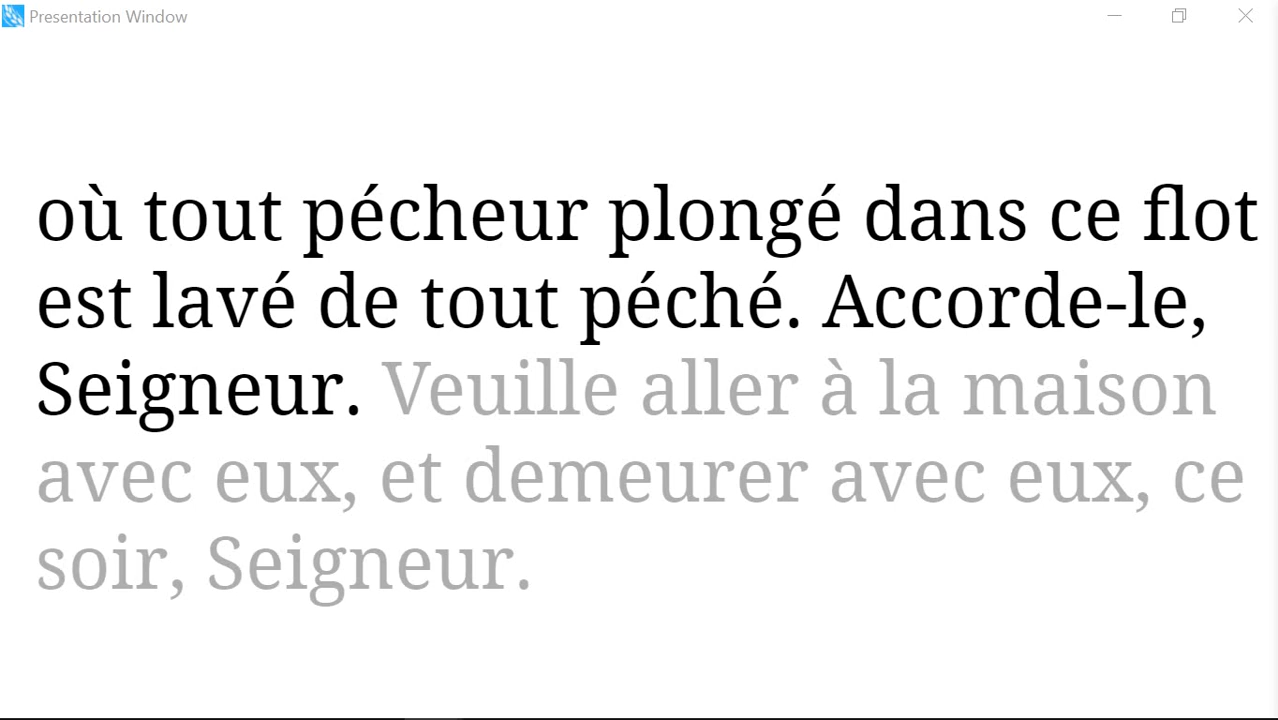 Presentation Window
où tout pécheur plongé dans ce flot
est lavé de tout péché. Accorde-le,
Seigneur. Veuille aller à la maison
avec eux, et demeurer avec eux, ce
soir, Seigneur.